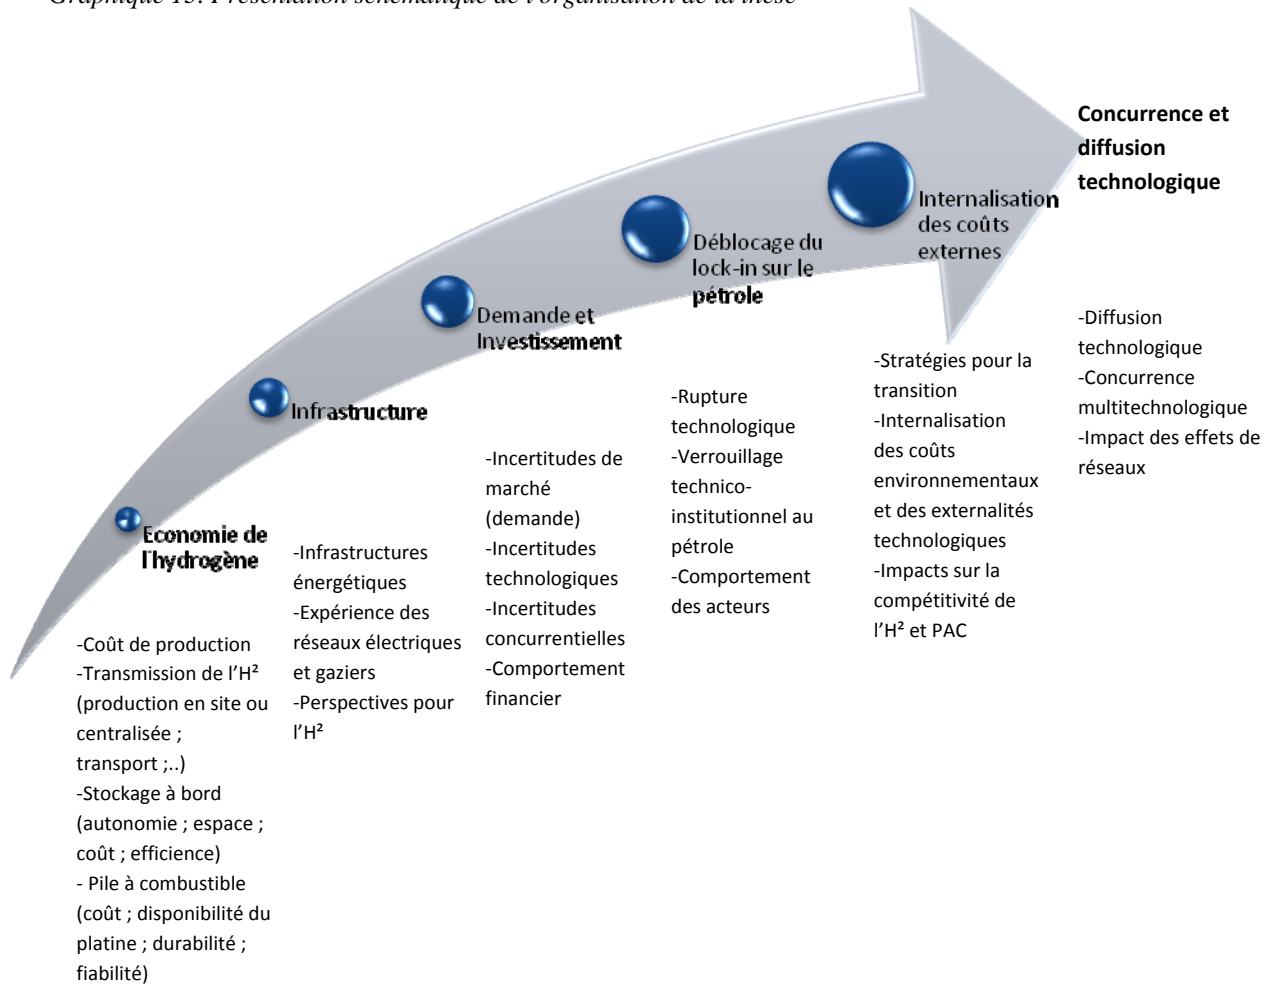 Graphique 15: Présentation schématique de l'organisation de la thèse
Concurrence et
diffusion
technologique
Internalisation
des coûts
externes
Déblocage du
lock-in sur le
pétrole
Demande et
Investissement
Infrastructure
Economie de
l'hydrogène
-Coût de production
-Transmission de l’H²
(production en site ou
centralisée ;
transport ;..)
-Stockage à bord
(autonomie ; espace ;
coût ; efficience)
- Pile à combustible
(coût ; disponibilité du
platine ; durabilité ;
fiabilité)
-Infrastructures
énergétiques
-Expérience des
réseaux électriques
et gaziers
-Perspectives pour
l’H²
-Incertitudes de
marché
(demande)
-Incertitudes
technologiques
-Incertitudes
concurrentielles
-Comportement
financier
-Rupture
technologique
-Verrouillage
technico-
institutionnel au
pétrole
-Comportement
des acteurs
-Stratégies pour la
transition
-Internalisation
des coûts
environnementaux
et des externalités
technologiques
-Impacts sur la
compétitivité de
l’H² et PAC
-Diffusion
technologique
-Concurrence
multitechnologique
-Impact des effets de
réseaux